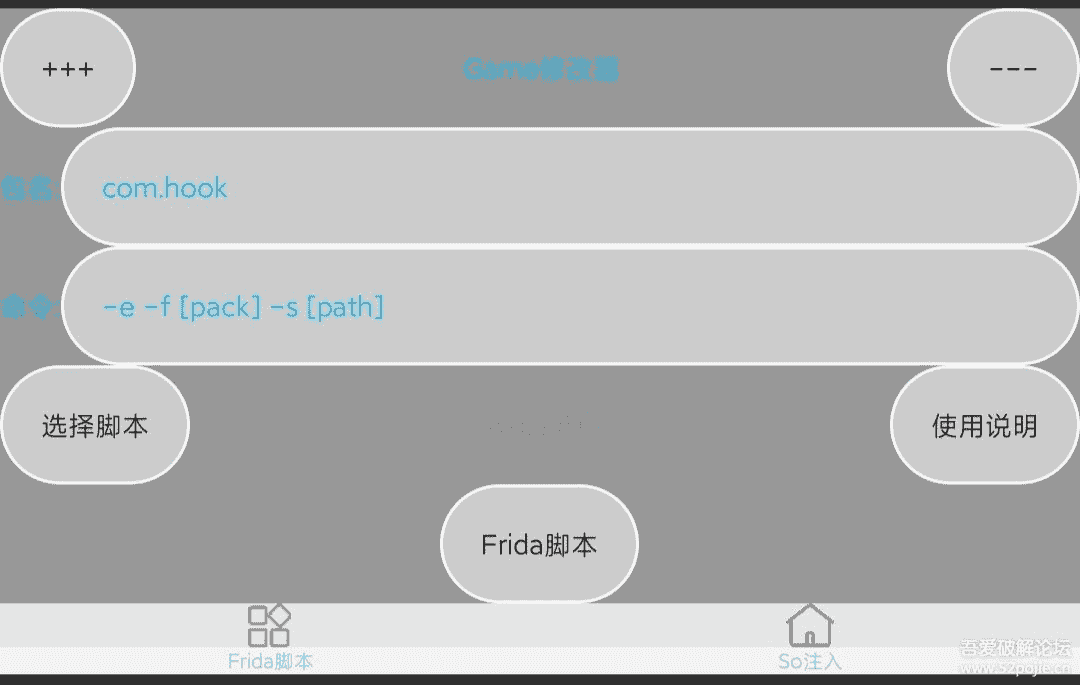 +++
Game修改器
---
包名:
com.hook
命令
-e -f [pack] -s [path]
选择脚本
使用说明
Frida脚本
Frida脚本
So注入
吾爱破解论坛
www.52pojie.cn